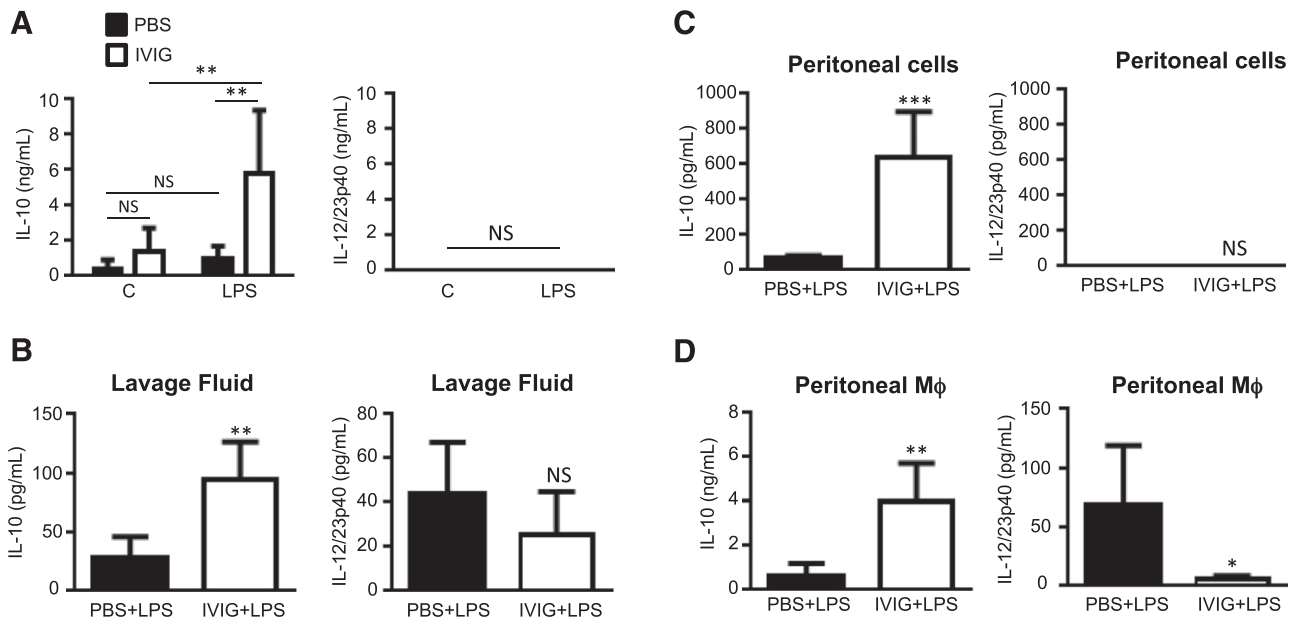 A
PBS
IVIG
**
**
NS
NS
IL-10 (ng/mL)
10
8
6
4
2
0
C
LPS
IL-12/23p40 (ng/mL)
10
8
6
4
2
0
NS
C
LPS
B
Lavage Fluid
IL-10 (pg/mL)
150
100
50
0
**
PBS+LPS
IVIG+LPS
Lavage Fluid
IL-12/23p40 (pg/mL)
80
60
40
20
0
NS
PBS+LPS
IVIG+LPS
C
Peritoneal cells
IL-10 (pg/mL)
1000
800
600
400
200
0
***
PBS+LPS
IVIG+LPS
Peritoneal cells
IL-12/23p40 (pg/mL)
1000
800
600
400
200
0
NS
PBS+LPS
IVIG+LPS
D
Peritoneal Mϕ
IL-10 (ng/mL)
8
6
4
2
0
**
PBS+LPS
IVIG+LPS
Peritoneal Mϕ
IL-12/23p40 (pg/mL)
150
100
50
0
*
PBS+LPS
IVIG+LPS